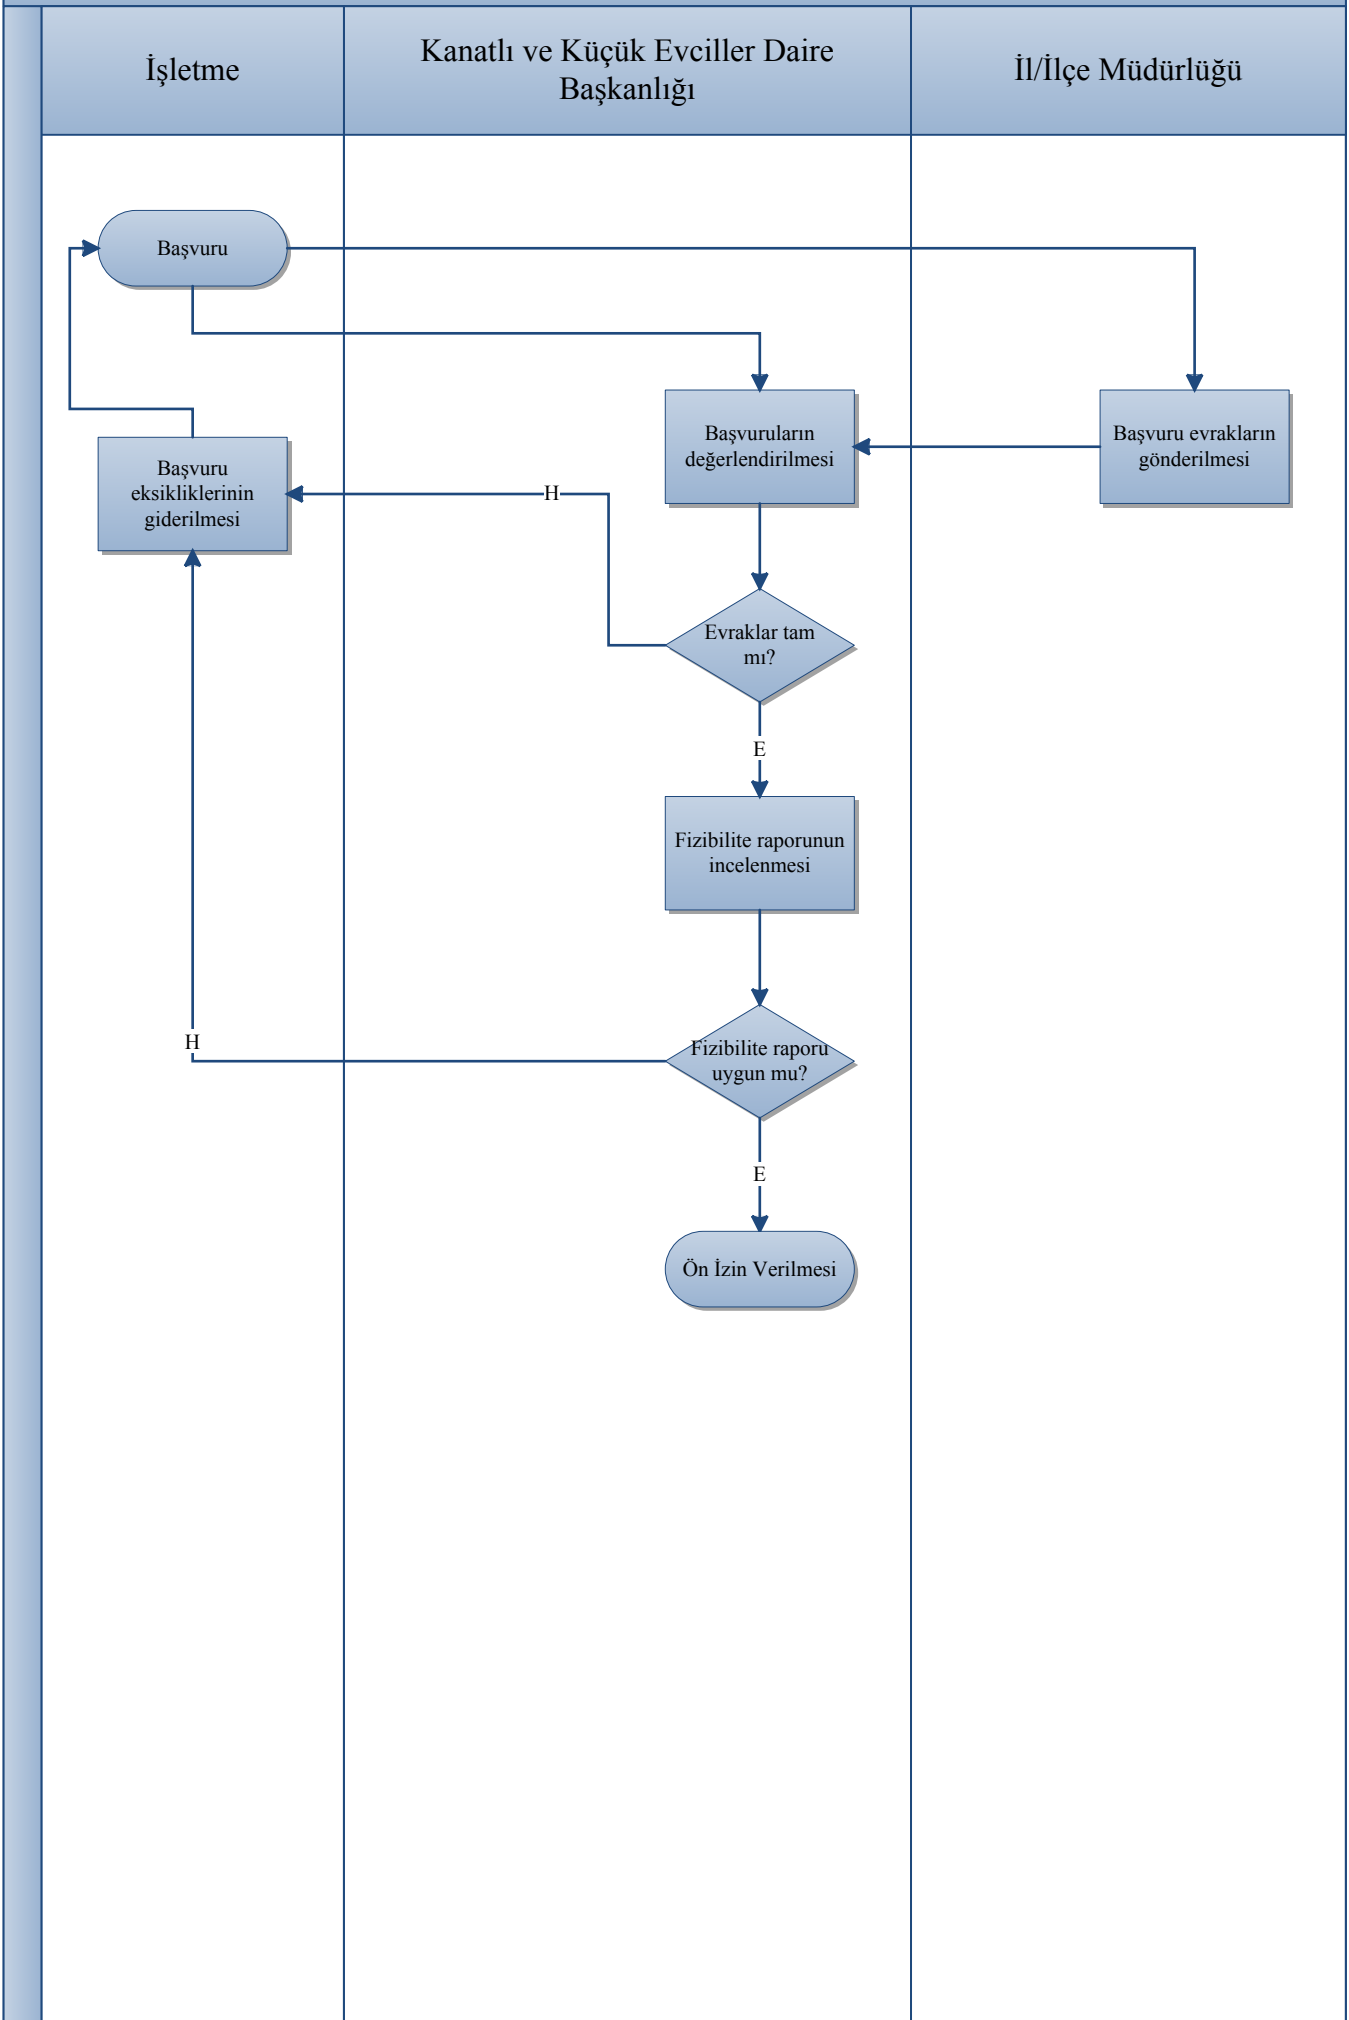 İşletme
Kanatlı ve Küçük Evciller Daire
Başkanlığı
İl/İlçe Müdürlüğü
Başvuru
Başvuruların
değerlendirilmesi
Başvuru evrakların
gönderilmesi
Başvuru
eksikliklerinin
giderilmesi
H
Evraklar tam
mı?
E
Fizibilite raporunun
incelenmesi
H
Fizibilite raporu
uygun mu?
E
Ön İzin Verilmesi